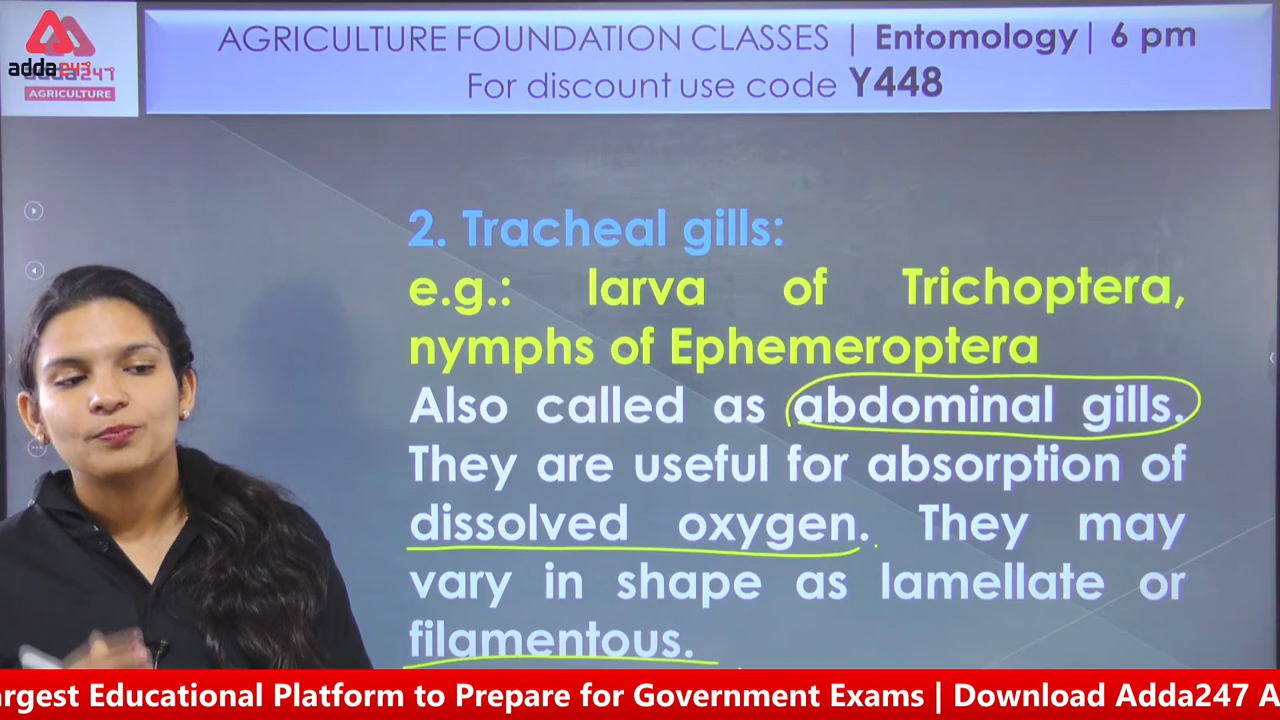 AGRICULTURE FOUNDATION CLASSES | Entomology| 6 pm
For discount use code Y448
adda247
adda247
AGRICULTURE
2. Tracheal gills:
e.g.: larva of Trichoptera,
nymphs of Ephemeroptera
Also called as abdominal gills.
They are useful for absorption of
dissolved oxygen. They may
vary in shape as lamellate or
filamentous.
Educational Platform to Prepare for Government Exams | Download Adda247